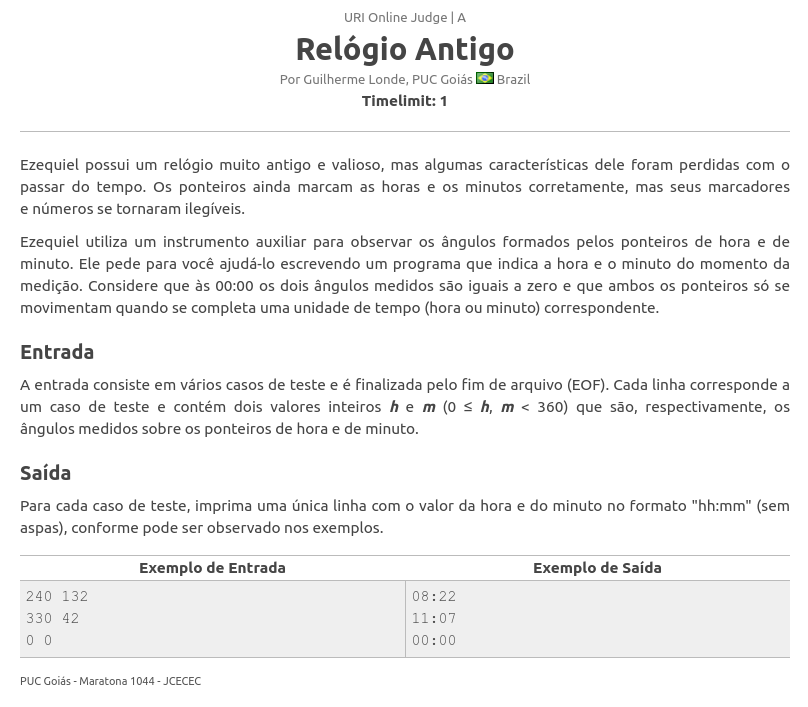 URI Online Judge | A
Relógio Antigo
Por Guilherme Londe, PUC Goiás Brazil
Timelimit: 1
Ezequiel possui um relógio muito antigo e valioso, mas algumas características dele foram perdidas com o
passar do tempo. Os ponteiros ainda marcam as horas e os minutos corretamente, mas seus marcadores
e números se tornaram ilegíveis.
Ezequiel utiliza um instrumento auxiliar para observar os ângulos formados pelos ponteiros de hora e de
minuto. Ele pede para você ajudá-lo escrevendo um programa que indica a hora e o minuto do momento da
medição. Considere que às 00:00 os dois ângulos medidos são iguais a zero e que ambos os ponteiros só se
movimentam quando se completa uma unidade de tempo (hora ou minuto) correspondente.
Entrada
A entrada consiste em vários casos de teste e é finalizada pelo fim de arquivo (EOF). Cada linha corresponde a
um caso de teste e contém dois valores inteiros h e m (0 ≤ h, m < 360) que são, respectivamente, os
ângulos medidos sobre os ponteiros de hora e de minuto.
Saída
Para cada caso de teste, imprima uma única linha com o valor da hora e do minuto no formato "hh:mm" (sem
aspas), conforme pode ser observado nos exemplos.
Exemplo de Entrada Exemplo de Saída
240 132 08:22
330 42 11:07
0 0 00:00
PUC Goiás - Maratona 1044 - JCECEC